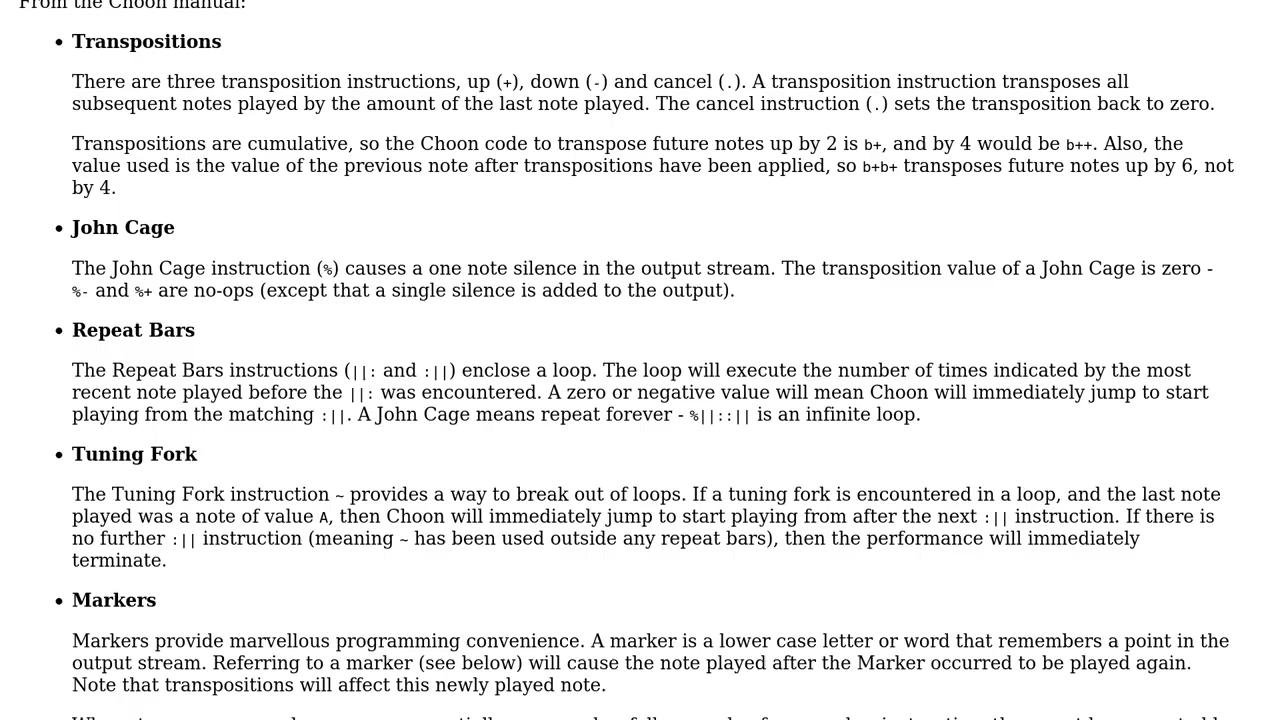 From the Choon manual:
• Transpositions
There are three transposition instructions, up (+), down (-) and cancel (.). A transposition instruction transposes all
subsequent notes played by the amount of the last note played. The cancel instruction (.) sets the transposition back to zero.
Transpositions are cumulative, so the Choon code to transpose future notes up by 2 is b+, and by 4 would be b++. Also, the
value used is the value of the previous note after transpositions have been applied, so b+b+ transposes future notes up by 6, not
by 4.
• John Cage
The John Cage instruction (%) causes a one note silence in the output stream. The transposition value of a John Cage is zero -
%- and %+ are no-ops (except that a single silence is added to the output).
• Repeat Bars
The Repeat Bars instructions (||: and :||) enclose a loop. The loop will execute the number of times indicated by the most
recent note played before the ||: was encountered. A zero or negative value will mean Choon will immediately jump to start
playing from the matching :||. A John Cage means repeat forever - %||::|| is an infinite loop.
• Tuning Fork
The Tuning Fork instruction ~ provides a way to break out of loops. If a tuning fork is encountered in a loop, and the last note
played was a note of value A, then Choon will immediately jump to start playing from after the next :|| instruction. If there is
no further :|| instruction (meaning ~ has been used outside any repeat bars), then the performance will immediately
terminate.
• Markers
Markers provide marvellous programming convenience. A marker is a lower case letter or word that remembers a point in the
output stream. Referring to a marker (see below) will cause the note played after the Marker occurred to be played again.
Note that transpositions will affect this newly played note.